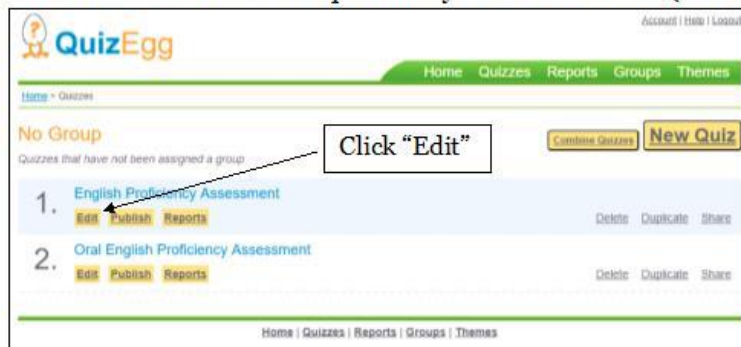 Account | Help | Logout
QuizEgg
Home Quizzes Reports Groups Themes
Home > Quizzes
No Group
Click “Edit”
Combine Quizzes New Quiz
Quizzes that have not been assigned a group
1. English Proficiency Assessment
Edit Publish Reports
Delete Duplicate Share
2. Oral English Proficiency Assessment
Edit Publish Reports
Delete Duplicate Share
Home | Quizzes | Reports | Groups | Themes